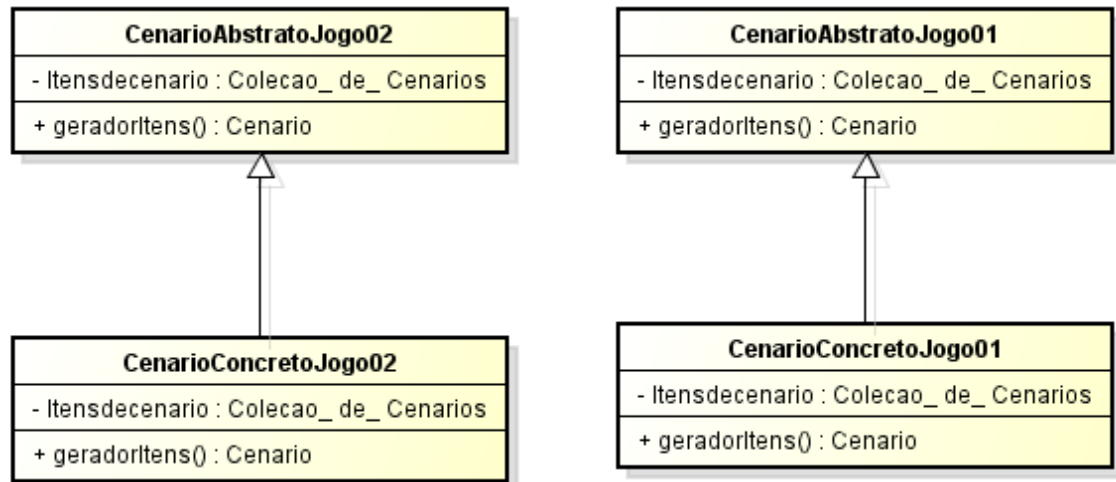 CenarioAbstratoJogo02
- Itensdecenario : Colecao_ de_ Cenarios
+ geradorItens() : Cenario
CenarioAbstratoJogo01
- Itensdecenario : Colecao_ de_ Cenarios
+ geradorItens() : Cenario
CenarioConcretoJogo02
- Itensdecenario : Colecao_ de_ Cenarios
+ geradorItens() : Cenario
CenarioConcretoJogo01
- Itensdecenario : Colecao_ de_ Cenarios
+ geradorItens() : Cenario